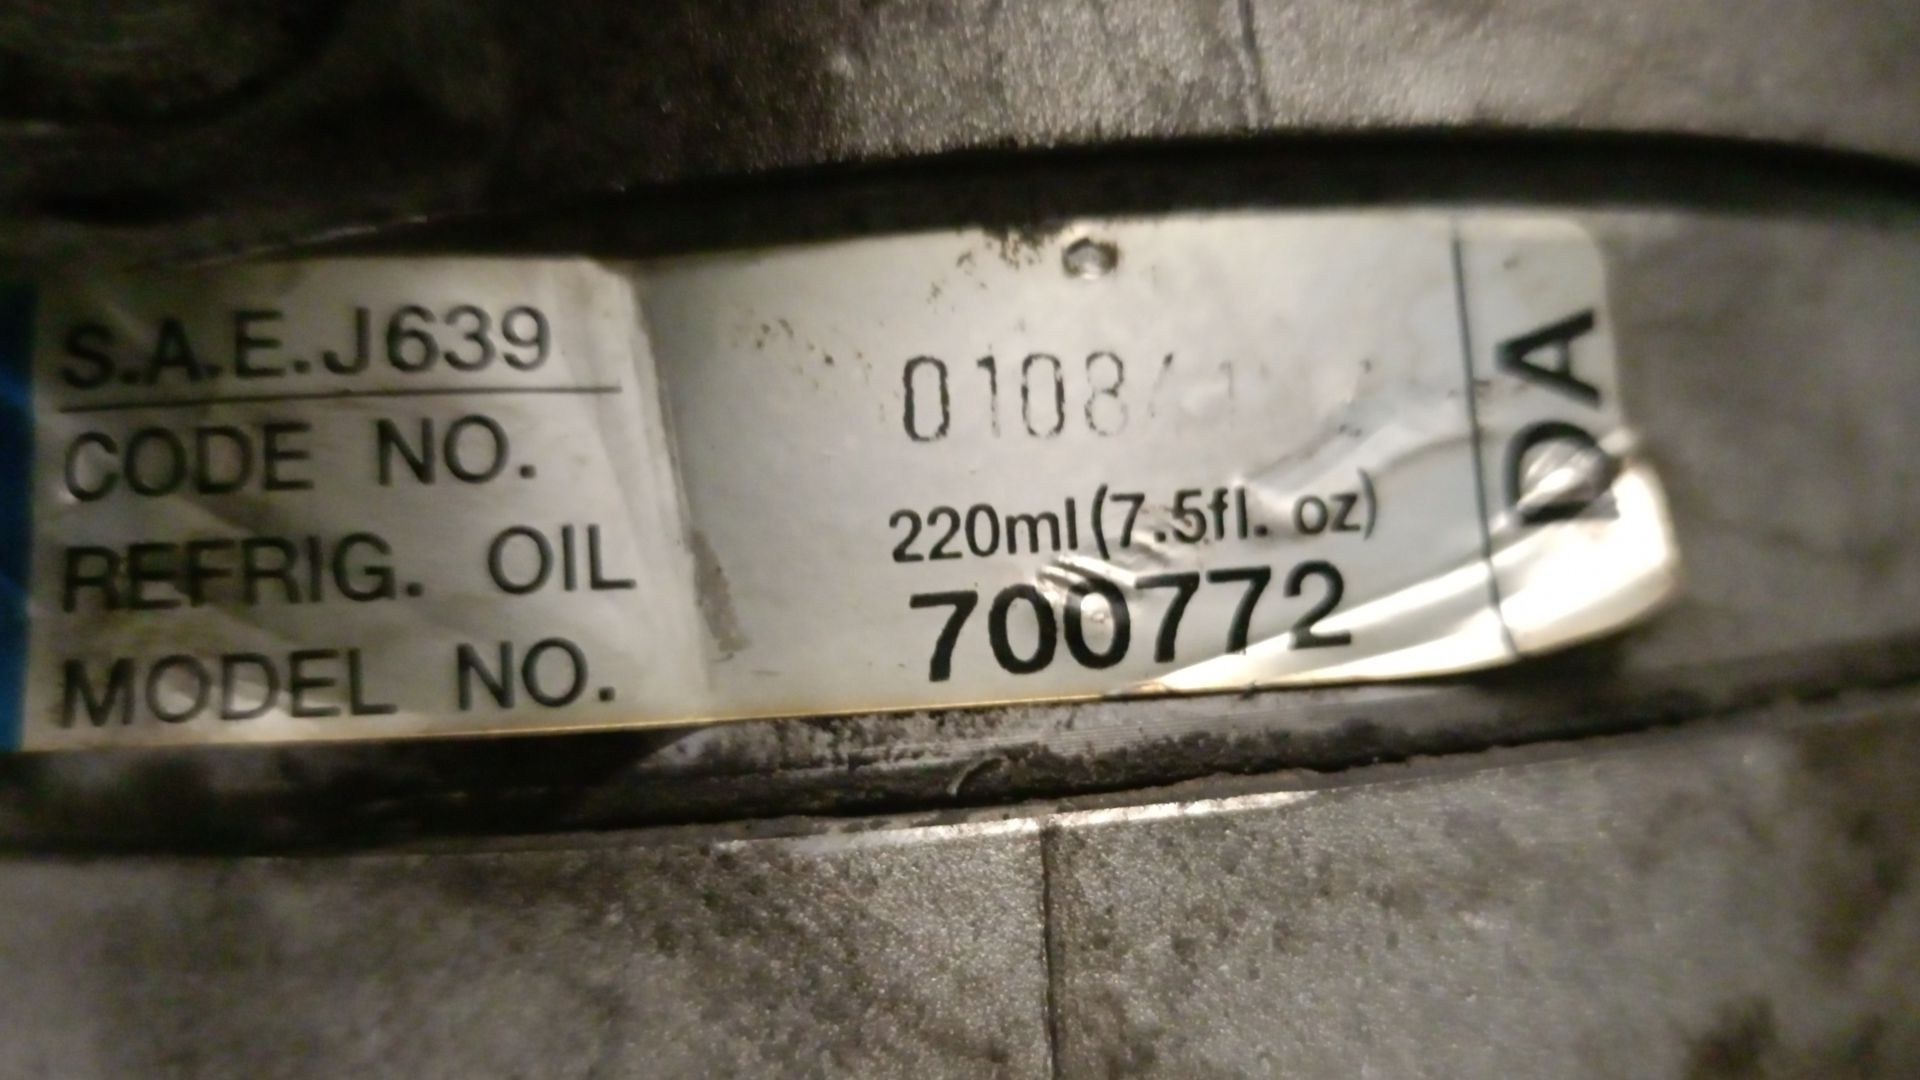 S.A.E.J639
CODE NO. 0108
REFRIG. OIL 220ml (7.5fl. oz)
MODEL NO. 700772
DA